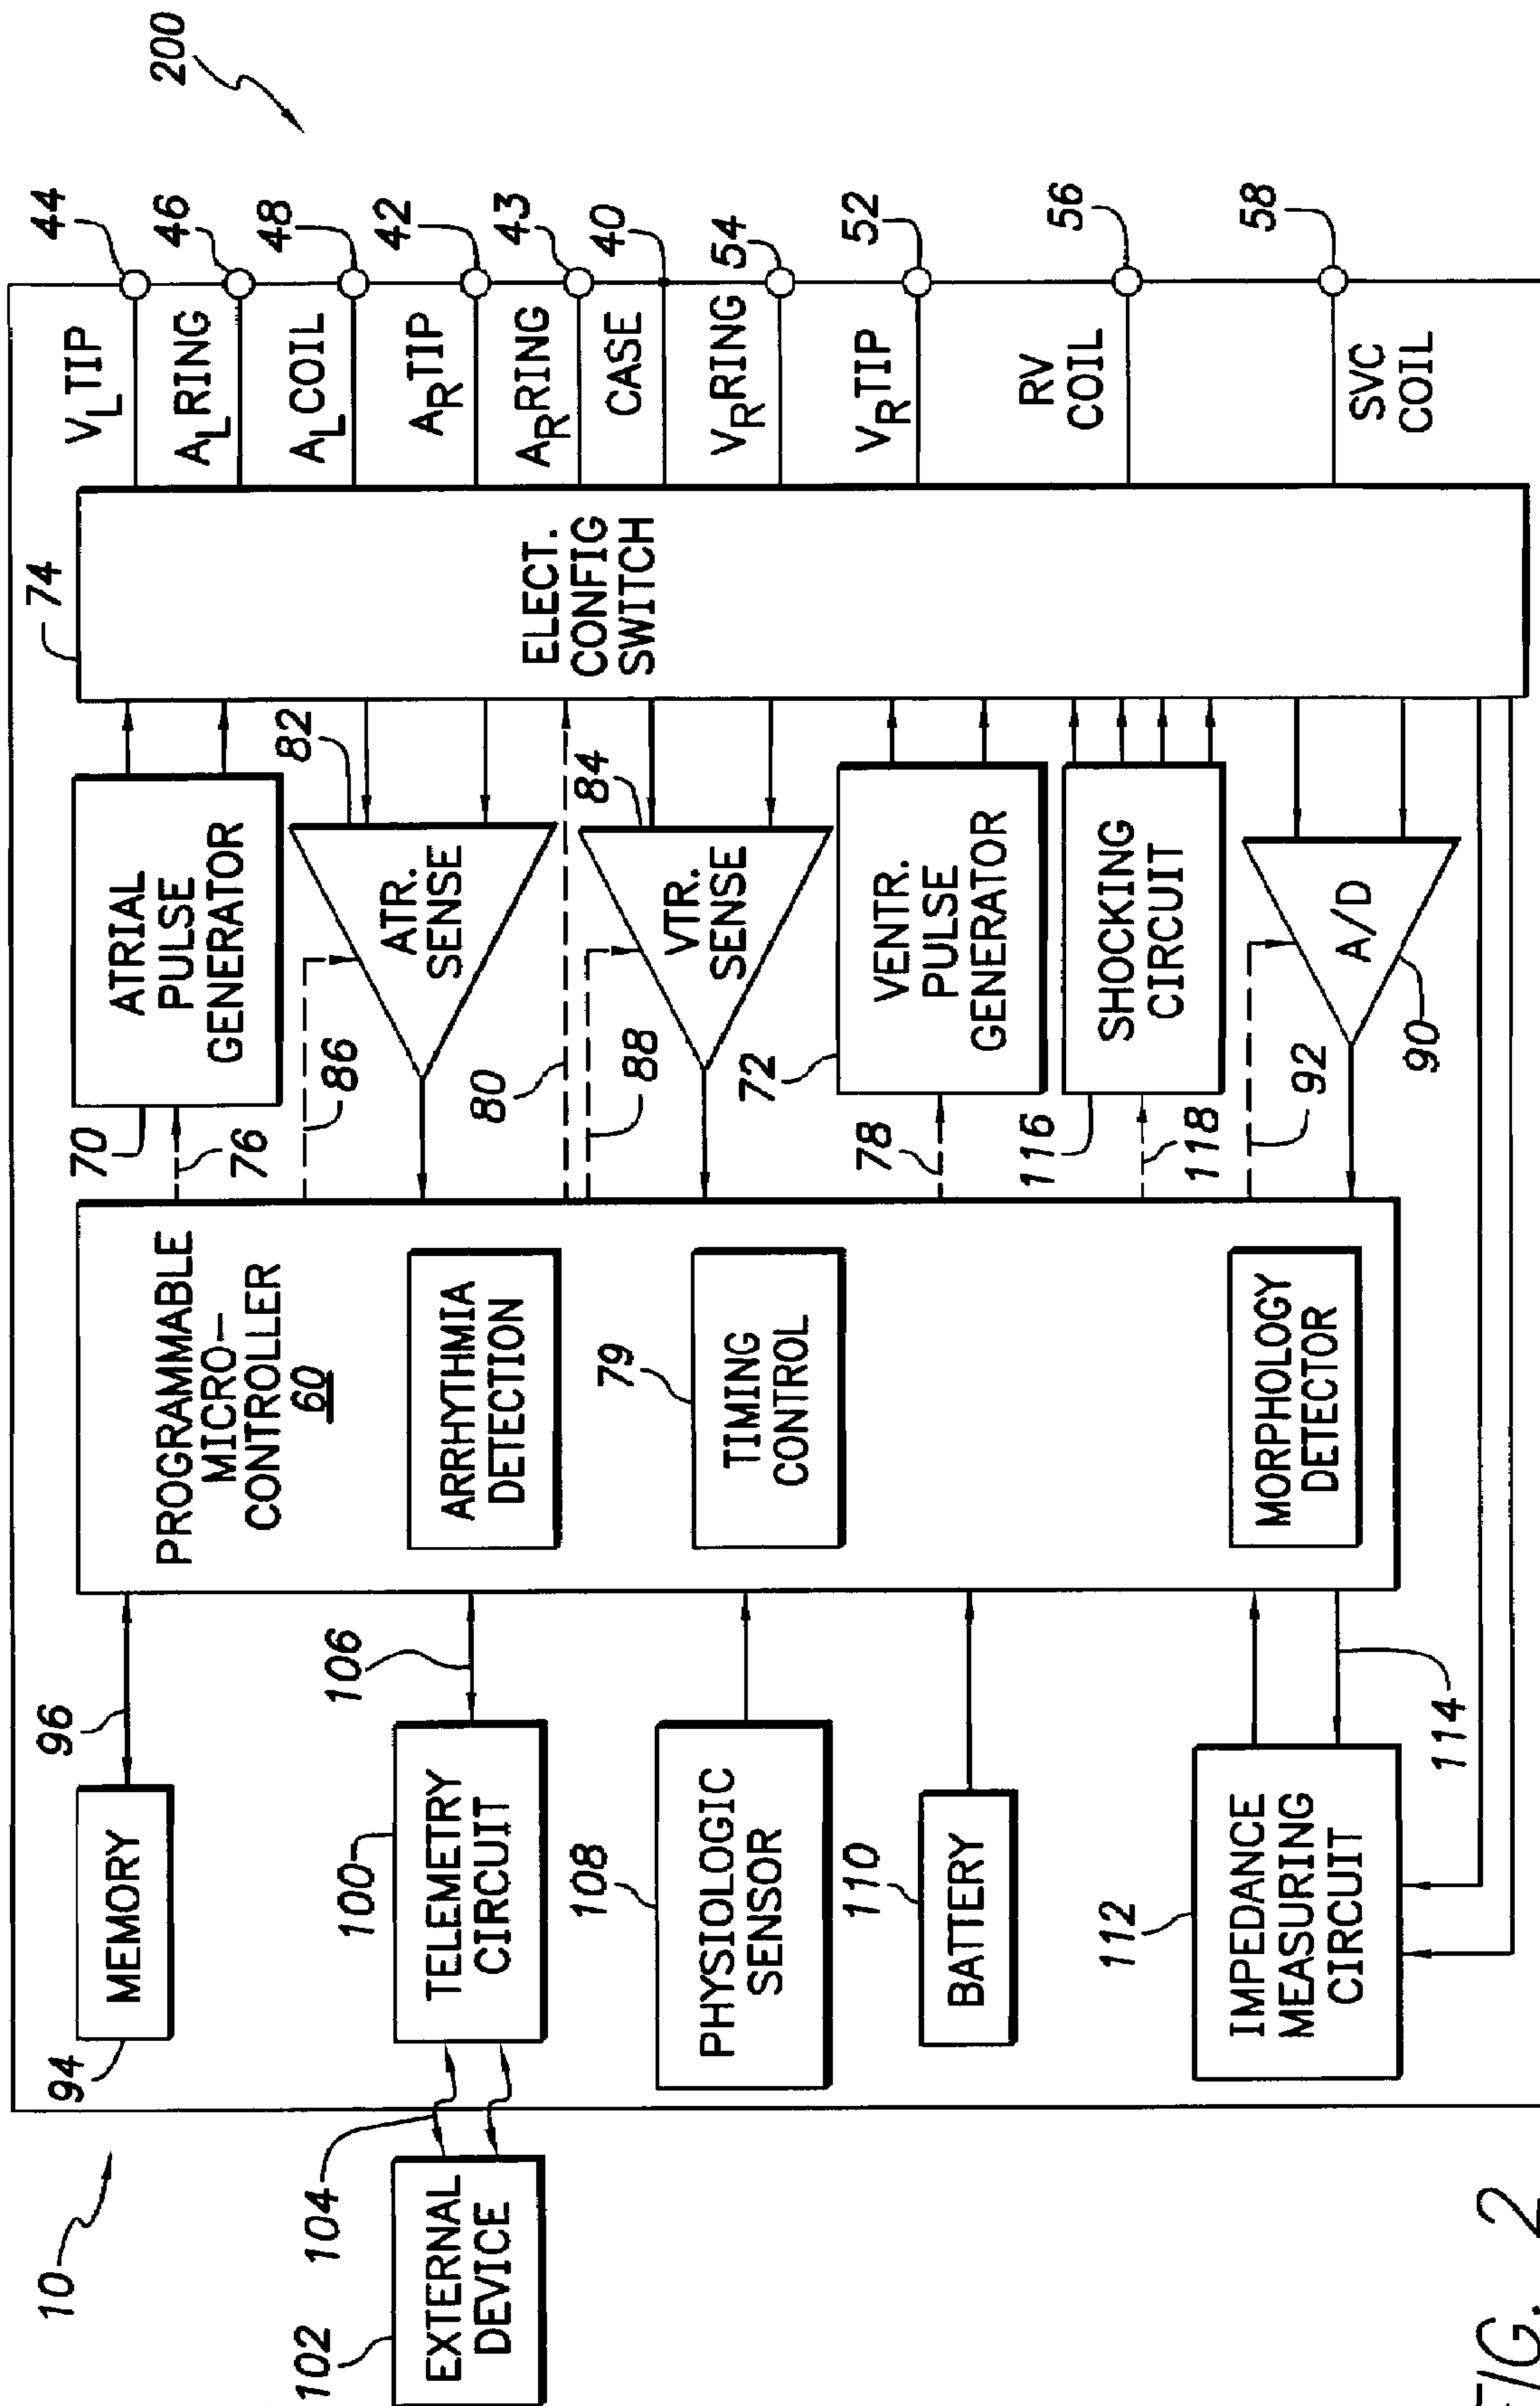 200
10
44
46
48
42
43
40
54
52
56
58
VLTIP
ALRING
ALCOIL
ARTIP
ARRING
CASE
VRRING
VRTIP
RV
COIL
SVC
COIL
74
ELECT.
CONFIG
SWITCH
ATRIAL
PULSE
GENERATOR
70
76
82
ATR.
SENSE
86
80
84
VTR.
SENSE
88
VENTR.
PULSE
GENERATOR
72
78
SHOCKING
CIRCUIT
116
118
A/D
90
92
PROGRAMMABLE
MICRO–
CONTROLLER
60
ARRHYTHMIA
DETECTION
79
TIMING
CONTROL
MORPHOLOGY
DETECTOR
96
MEMORY
94
106
TELEMETRY
CIRCUIT
100
104
EXTERNAL
DEVICE
102
PHYSIOLOGIC
SENSOR
108
BATTERY
110
IMPEDANCE
MEASURING
CIRCUIT
112
114
FIG. 2